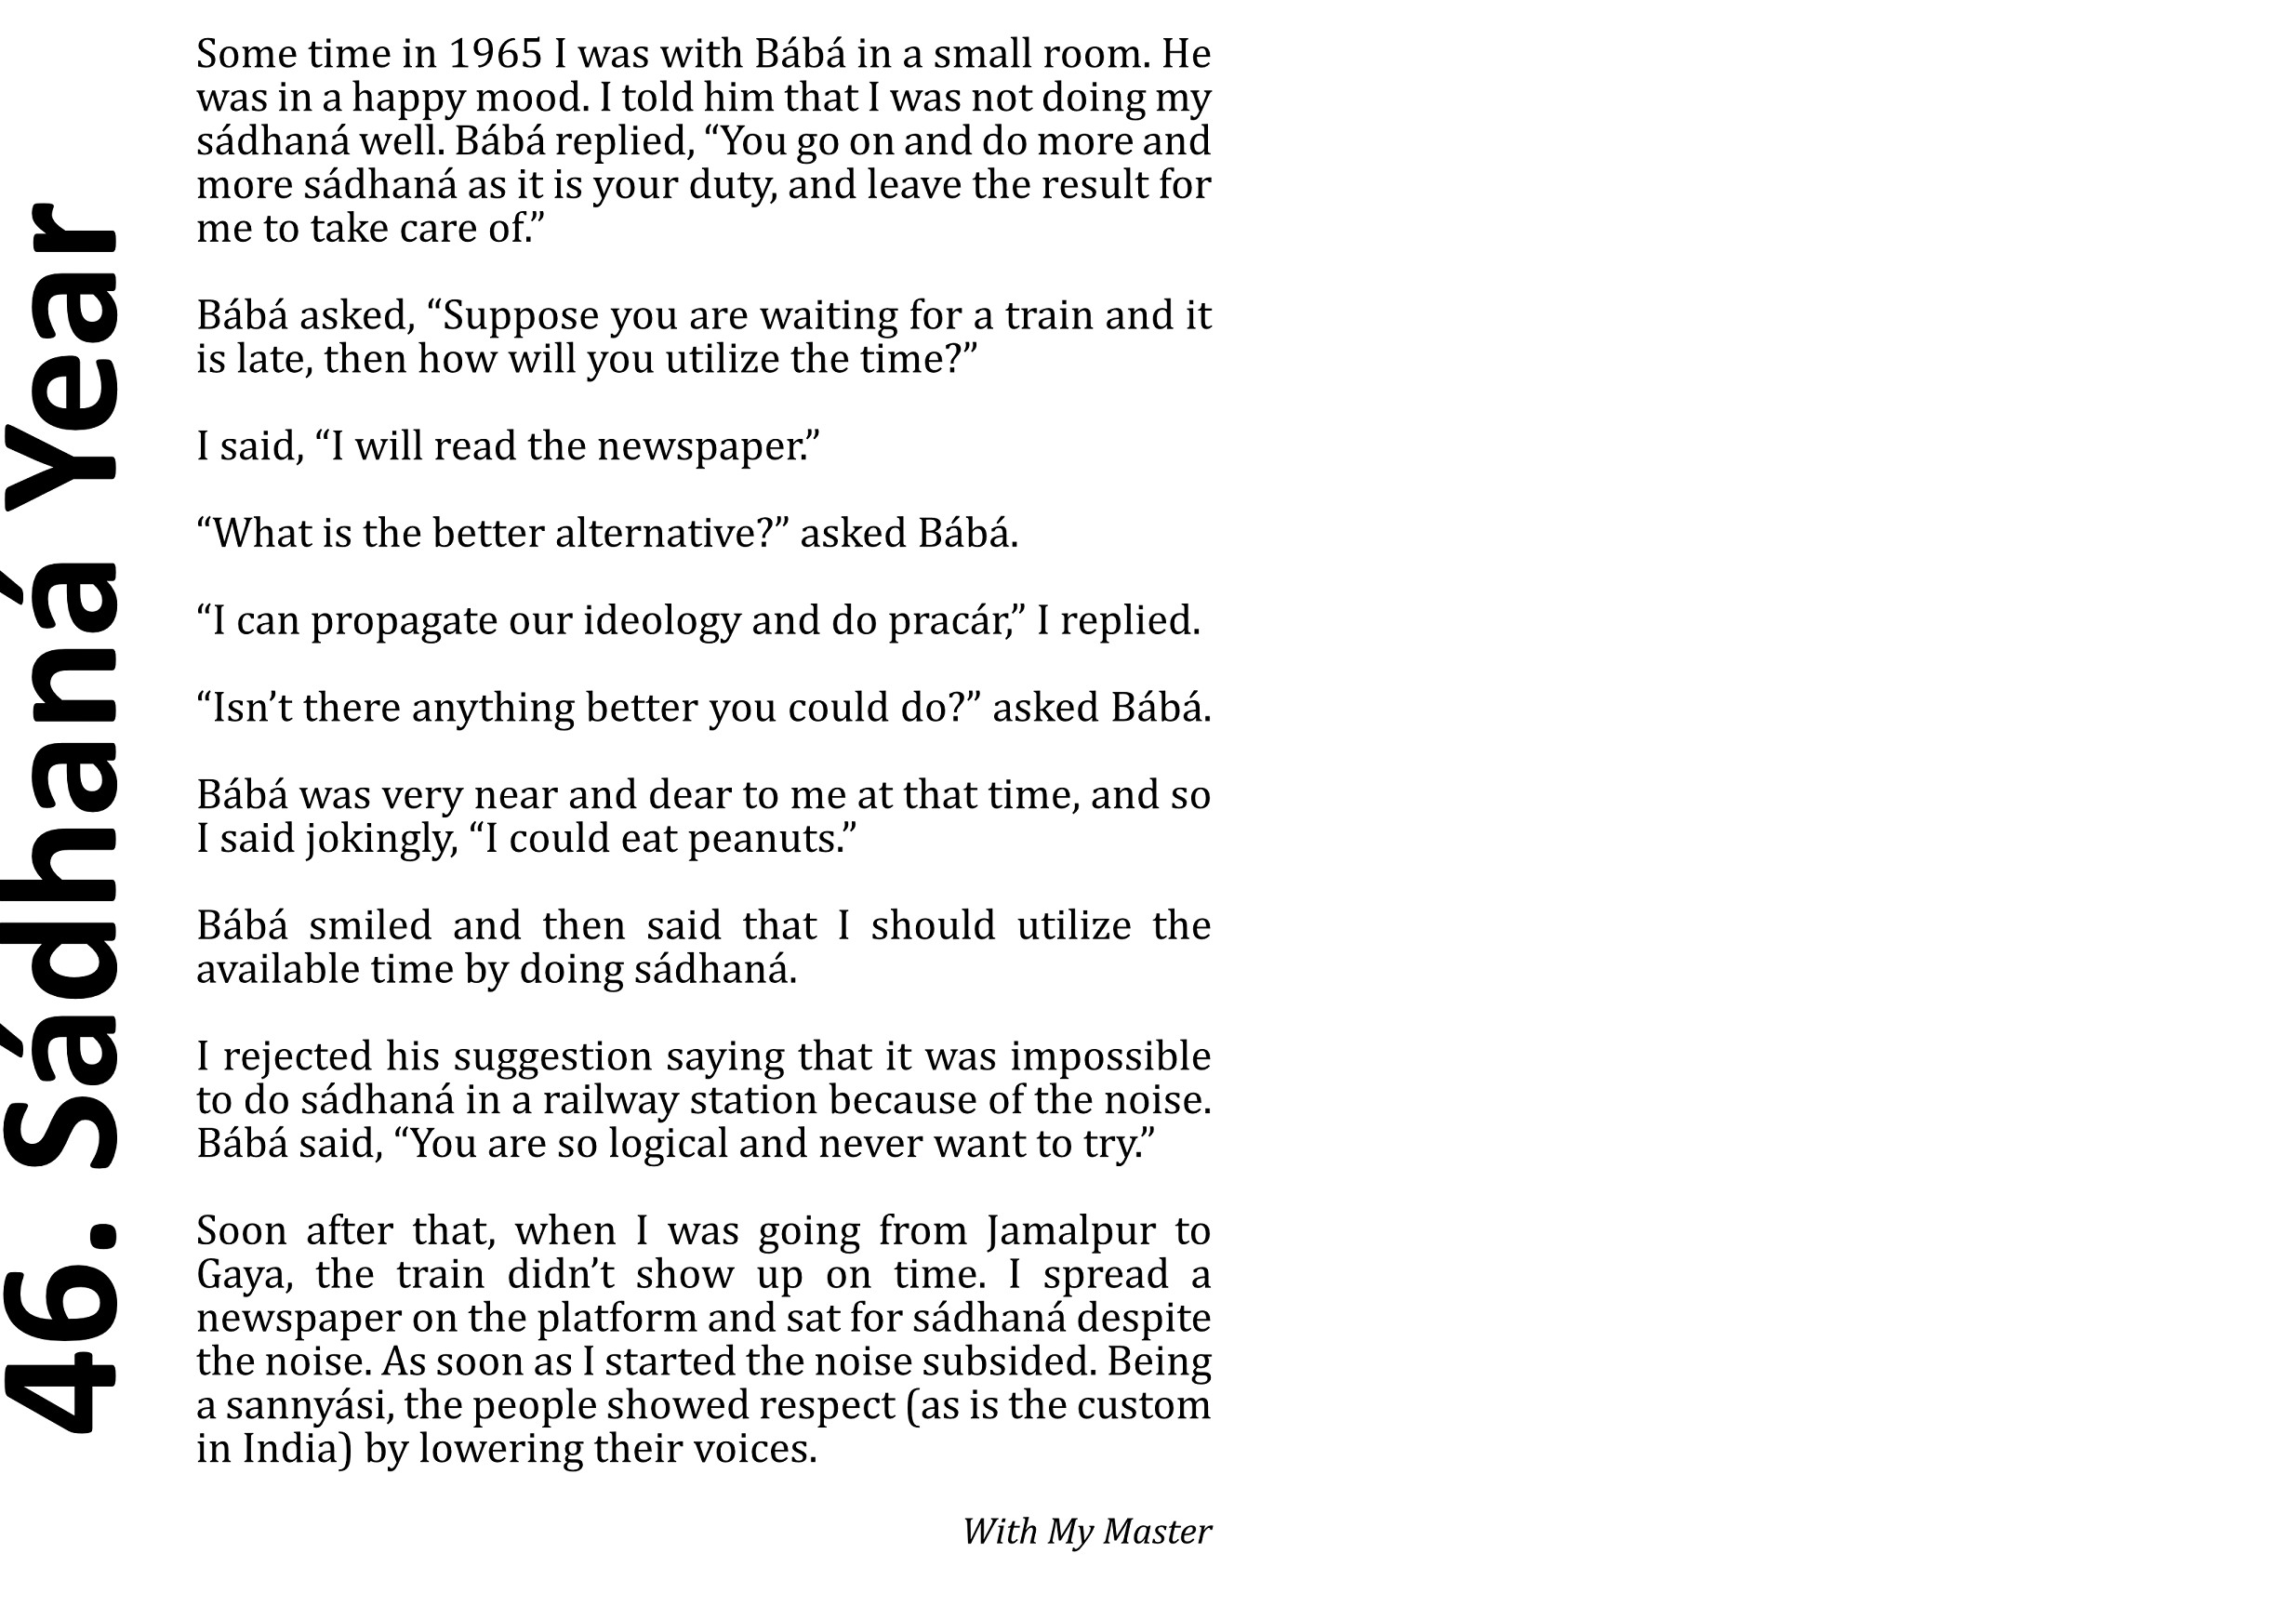 46. Sádhaná Year
Some time in 1965 I was with Bábá in a small room. He
was in a happy mood. I told him that I was not doing my
sádhaná well. Bábá replied, “You go on and do more and
more sádhaná as it is your duty, and leave the result for
me to take care of.”
Bábá asked, “Suppose you are waiting for a train and it
is late, then how will you utilize the time?”
I said, “I will read the newspaper.”
“What is the better alternative?” asked Bábá.
“I can propagate our ideology and do pracár,” I replied.
“Isn’t there anything better you could do?” asked Bábá.
Bábá was very near and dear to me at that time, and so
I said jokingly, “I could eat peanuts.”
Bábá smiled and then said that I should utilize the
available time by doing sádhaná.
I rejected his suggestion saying that it was impossible
to do sádhaná in a railway station because of the noise.
Bábá said, “You are so logical and never want to try.”
Soon after that, when I was going from Jamalpur to
Gaya, the train didn’t show up on time. I spread a
newspaper on the platform and sat for sádhaná despite
the noise. As soon as I started the noise subsided. Being
a sannyási, the people showed respect (as is the custom
in India) by lowering their voices.
With My Master